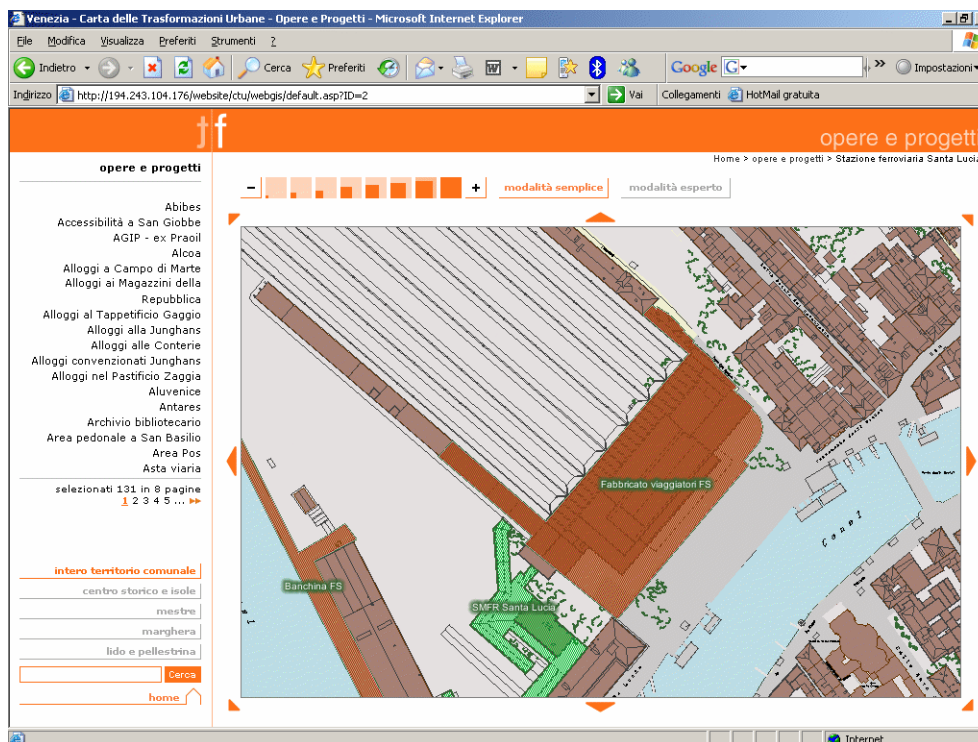 Venezia - Carta delle Trasformazioni Urbane - Opere e Progetti - Microsoft Internet Explorer
File Modifica Visualizza Preferiti Strumenti ?
Indietro Cerca Preferiti Google G Impostazioni
Indirizzo http://194.243.104.176/website/ctu/webgis/default.asp?ID=2 Vai Collegamenti HotMail gratuita
opere e progetti
Home > opere e progetti > Stazione ferroviaria Santa Lucia
opere e progetti
− + modalità semplice modalità esperto
Abibes
Accessibilità a San Giobbe
AGIP - ex Praoil
Alcoa
Alloggi a Campo di Marte
Alloggi ai Magazzini della
Repubblica
Alloggi al Tappetificio Gaggio
Alloggi alla Junghans
Alloggi alle Conterie
Alloggi convenzionati Junghans
Alloggi nel Pastificio Zaggia
Aluvenice
Antares
Archivio bibliotecario
Area pedonale a San Basilio
Area Pos
Asta viaria
selezionati 131 in 8 pagine
1 2 3 4 5 ...
intero territorio comunale
centro storico e isole
mestre
marghera
lido e pellestrina
Cerca
home
Fabbricato viaggiatori FS
Banchina FS
SMFR Santa Lucia
Canal
Internet